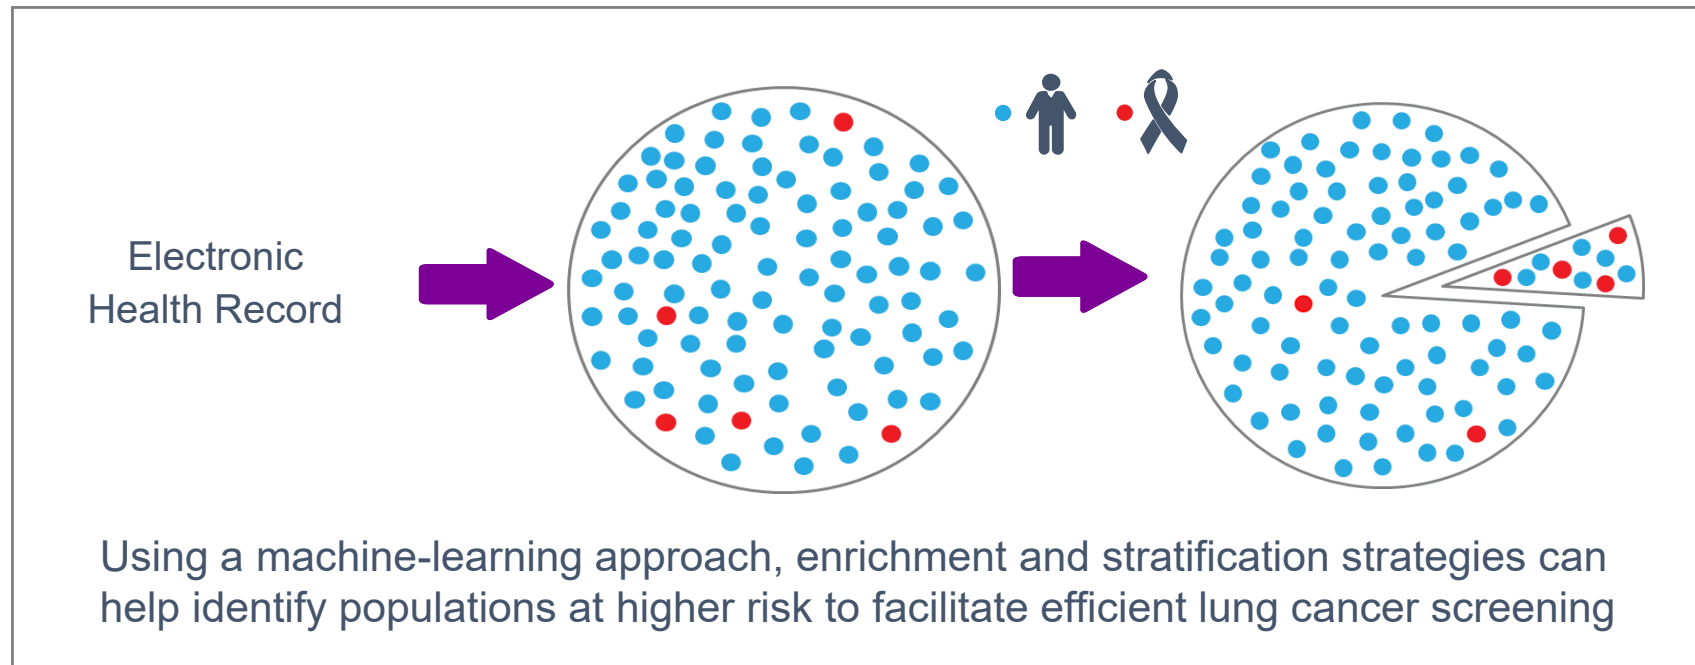 Electronic
Health Record
Using a machine-learning approach, enrichment and stratification strategies can
help identify populations at higher risk to facilitate efficient lung cancer screening